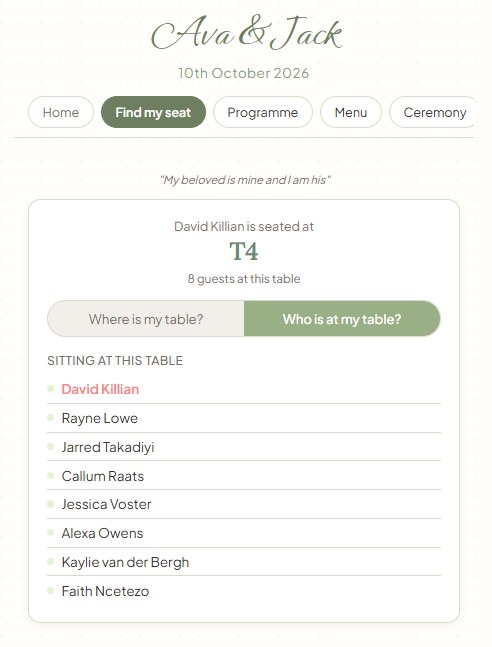 Ava & Jack
10th October 2026
Home Find my seat Programme Menu Ceremony
"My beloved is mine and I am his"
David Killian is seated at
T4
8 guests at this table
Where is my table? Who is at my table?
SITTING AT THIS TABLE
David Killian
Rayne Lowe
Jarred Takadiyi
Callum Raats
Jessica Voster
Alexa Owens
Kaylie van der Bergh
Faith Ncetezo